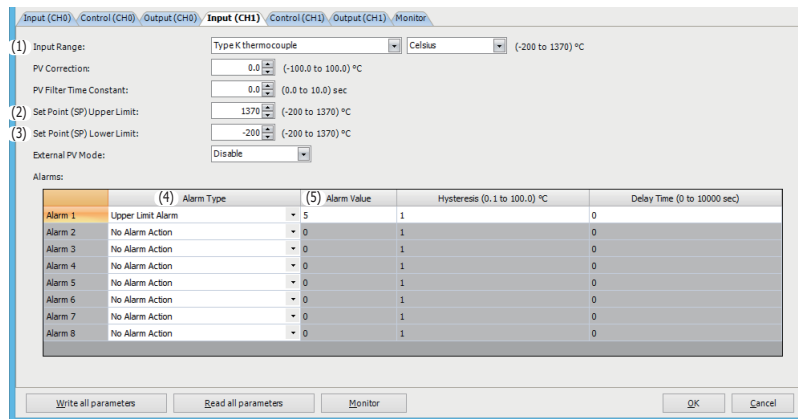 Input (CH0) Control (CH0) Output (CH0) Input (CH1) Control (CH1) Output (CH1) Monitor
(1) Input Range: Type K thermocouple Celsius (-200 to 1370) °C
PV Correction: 0.0 (-100.0 to 100.0) °C
PV Filter Time Constant: 0.0 (0.0 to 10.0) sec
(2) Set Point (SP) Upper Limit: 1370 (-200 to 1370) °C
(3) Set Point (SP) Lower Limit: -200 (-200 to 1370) °C
External PV Mode: Disable
Alarms:
(4) Alarm Type (5) Alarm Value Hysteresis (0.1 to 100.0) °C Delay Time (0 to 10000 sec)
Alarm 1 Upper Limit Alarm 5 1 0
Alarm 2 No Alarm Action 0 1 0
Alarm 3 No Alarm Action 0 1 0
Alarm 4 No Alarm Action 0 1 0
Alarm 5 No Alarm Action 0 1 0
Alarm 6 No Alarm Action 0 1 0
Alarm 7 No Alarm Action 0 1 0
Alarm 8 No Alarm Action 0 1 0
Write all parameters Read all parameters Monitor OK Cancel